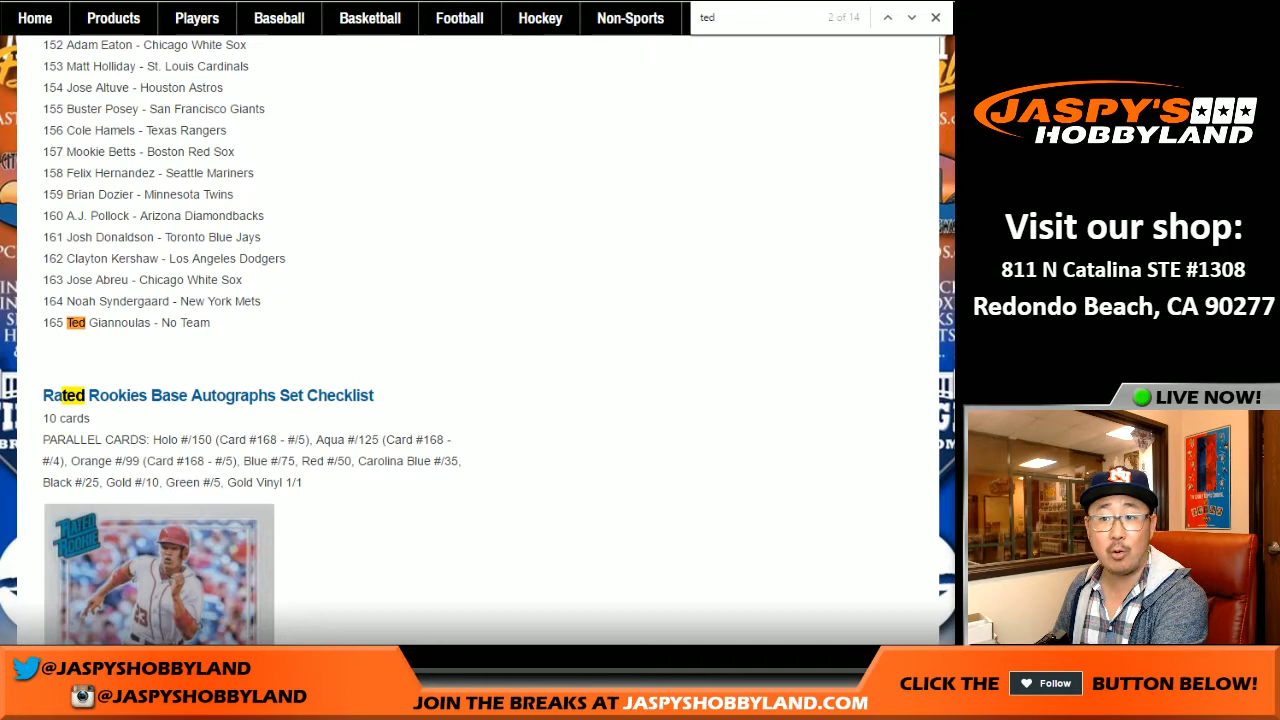 Home Products Players Baseball Basketball Football Hockey Non-Sports
ted 2 of 14
152 Adam Eaton - Chicago White Sox
153 Matt Holliday - St. Louis Cardinals
154 Jose Altuve - Houston Astros
155 Buster Posey - San Francisco Giants
156 Cole Hamels - Texas Rangers
157 Mookie Betts - Boston Red Sox
158 Felix Hernandez - Seattle Mariners
159 Brian Dozier - Minnesota Twins
160 A.J. Pollock - Arizona Diamondbacks
161 Josh Donaldson - Toronto Blue Jays
162 Clayton Kershaw - Los Angeles Dodgers
163 Jose Abreu - Chicago White Sox
164 Noah Syndergaard - New York Mets
165 Ted Giannoulas - No Team
Rated Rookies Base Autographs Set Checklist
10 cards
PARALLEL CARDS: Holo #/150 (Card #168 - #/5), Aqua #/125 (Card #168 -
#/4), Orange #/99 (Card #168 - #/5), Blue #/75, Red #/50, Carolina Blue #/35,
Black #/25, Gold #/10, Green #/5, Gold Vinyl 1/1
RATED
ROOKIE
JASPY'S
HOBBYLAND
Visit our shop:
811 N Catalina STE #1308
Redondo Beach, CA 90277
LIVE NOW!
@JASPYSHOBBYLAND
@JASPYSHOBBYLAND
JOIN THE BREAKS AT JASPYSHOBBYLAND.COM
CLICK THE Follow BUTTON BELOW!